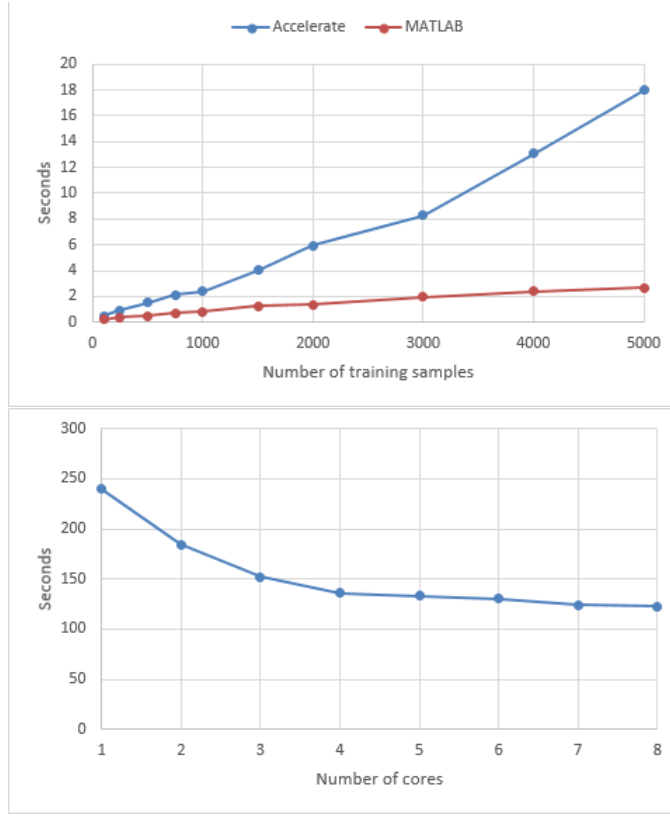 Accelerate MATLAB
20
18
16
14
12
10
8
6
4
2
0
Seconds
0 1000 2000 3000 4000 5000
Number of training samples
300
250
200
150
100
50
0
Seconds
1 2 3 4 5 6 7 8
Number of cores